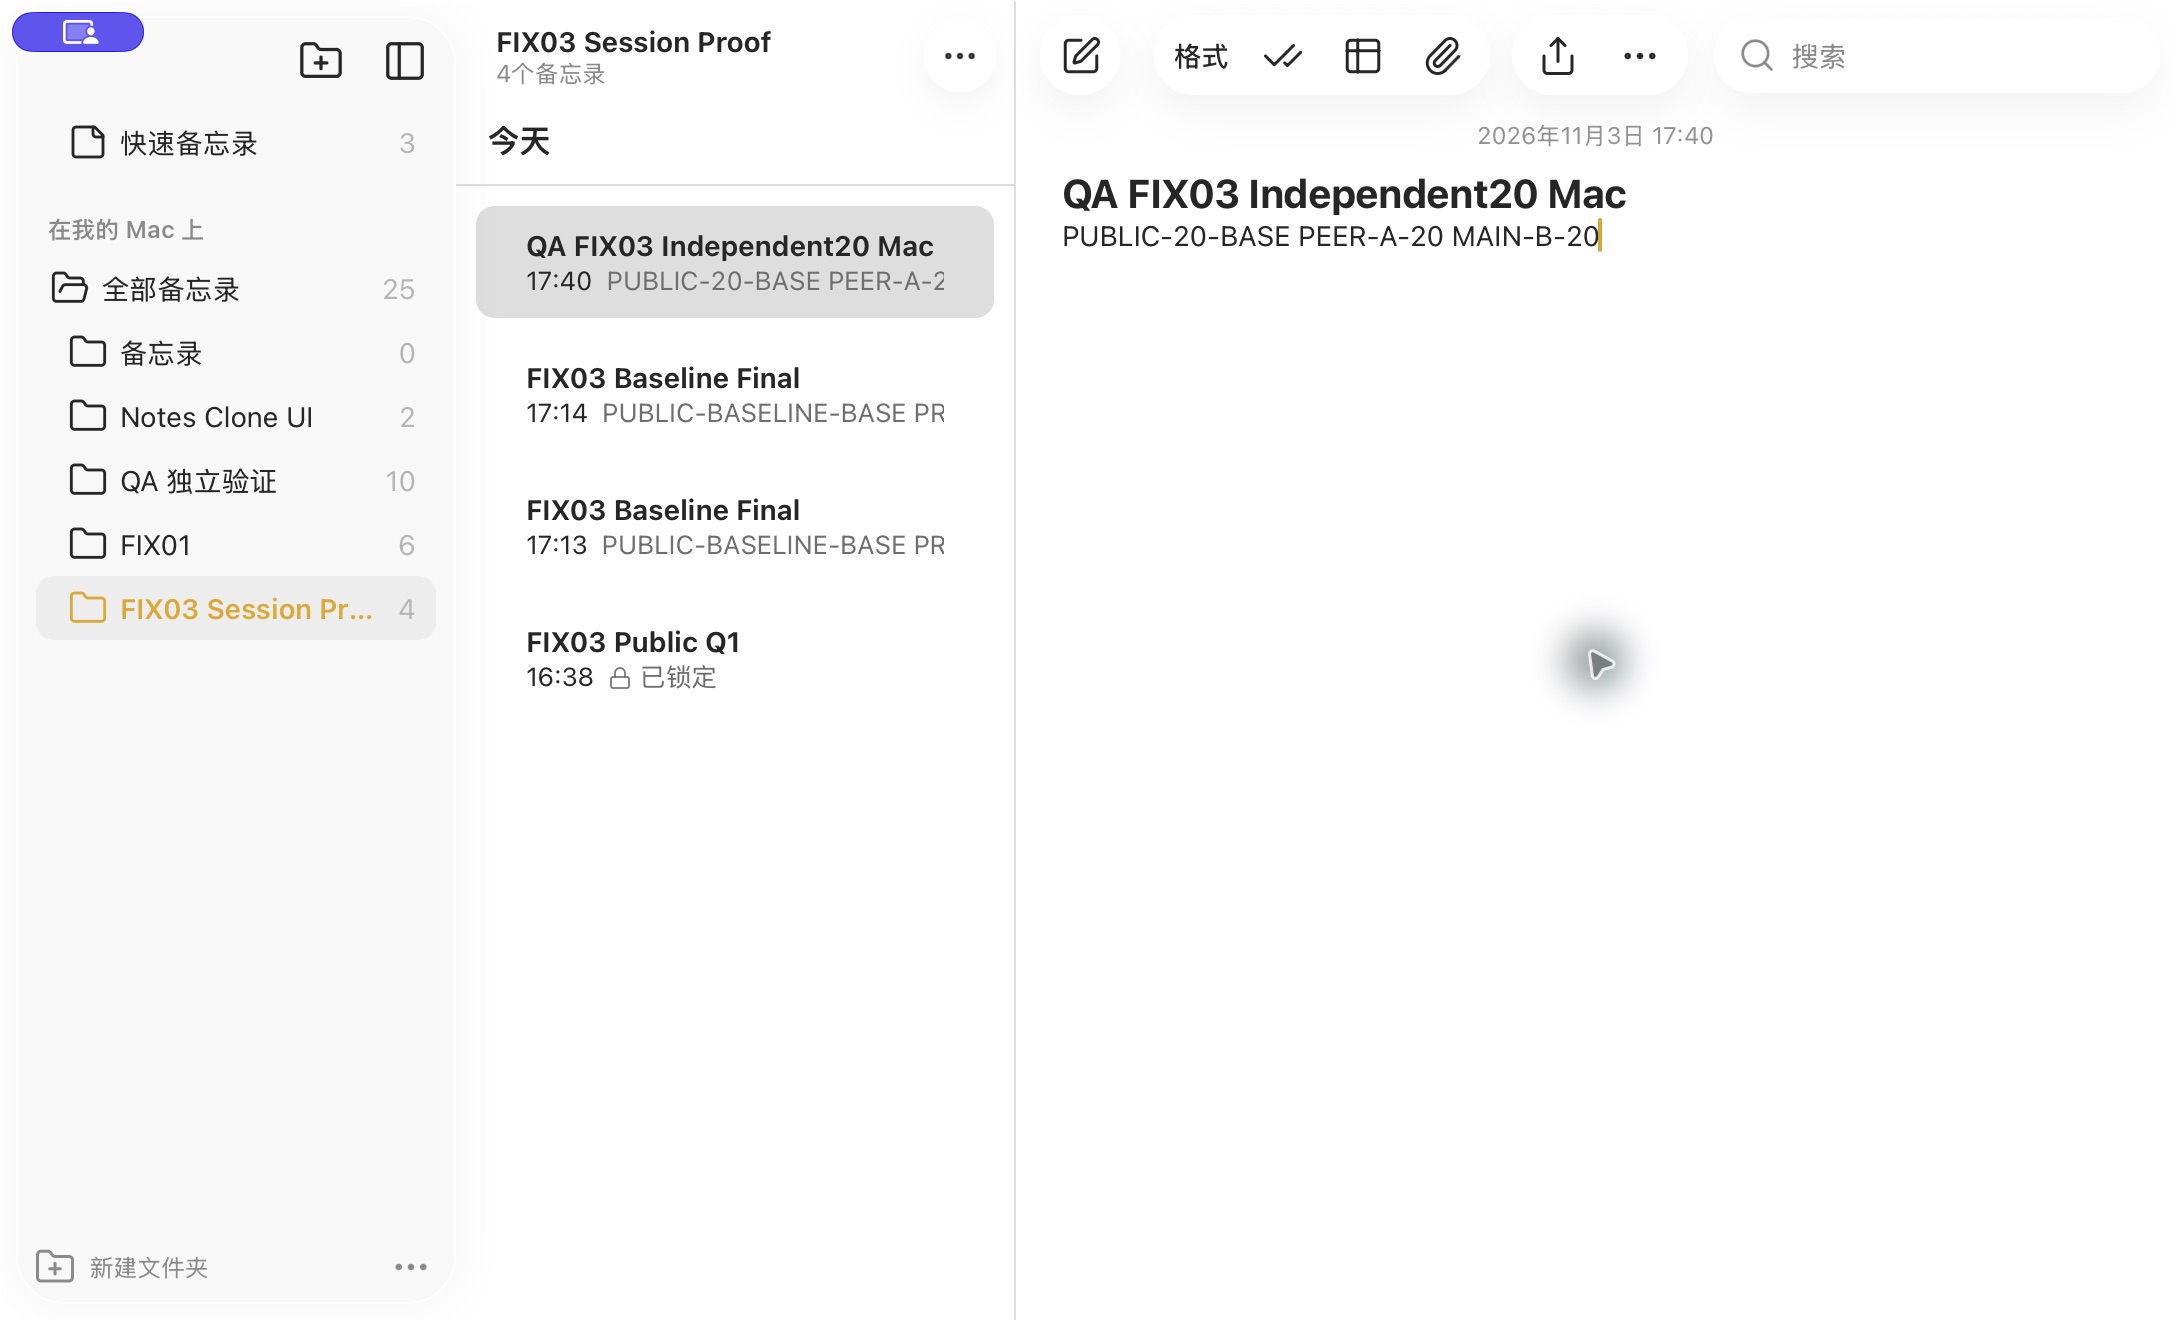 快速备忘录 3
在我的 Mac 上
全部备忘录 25
备忘录 0
Notes Clone UI 2
QA 独立验证 10
FIX01 6
FIX03 Session Pr... 4
新建文件夹
FIX03 Session Proof
4个备忘录
今天
QA FIX03 Independent20 Mac
17:40 PUBLIC-20-BASE PEER-A-2
FIX03 Baseline Final
17:14 PUBLIC-BASELINE-BASE PR
FIX03 Baseline Final
17:13 PUBLIC-BASELINE-BASE PR
FIX03 Public Q1
16:38 已锁定
格式
搜索
2026年11月3日 17:40
QA FIX03 Independent20 Mac
PUBLIC-20-BASE PEER-A-20 MAIN-B-20